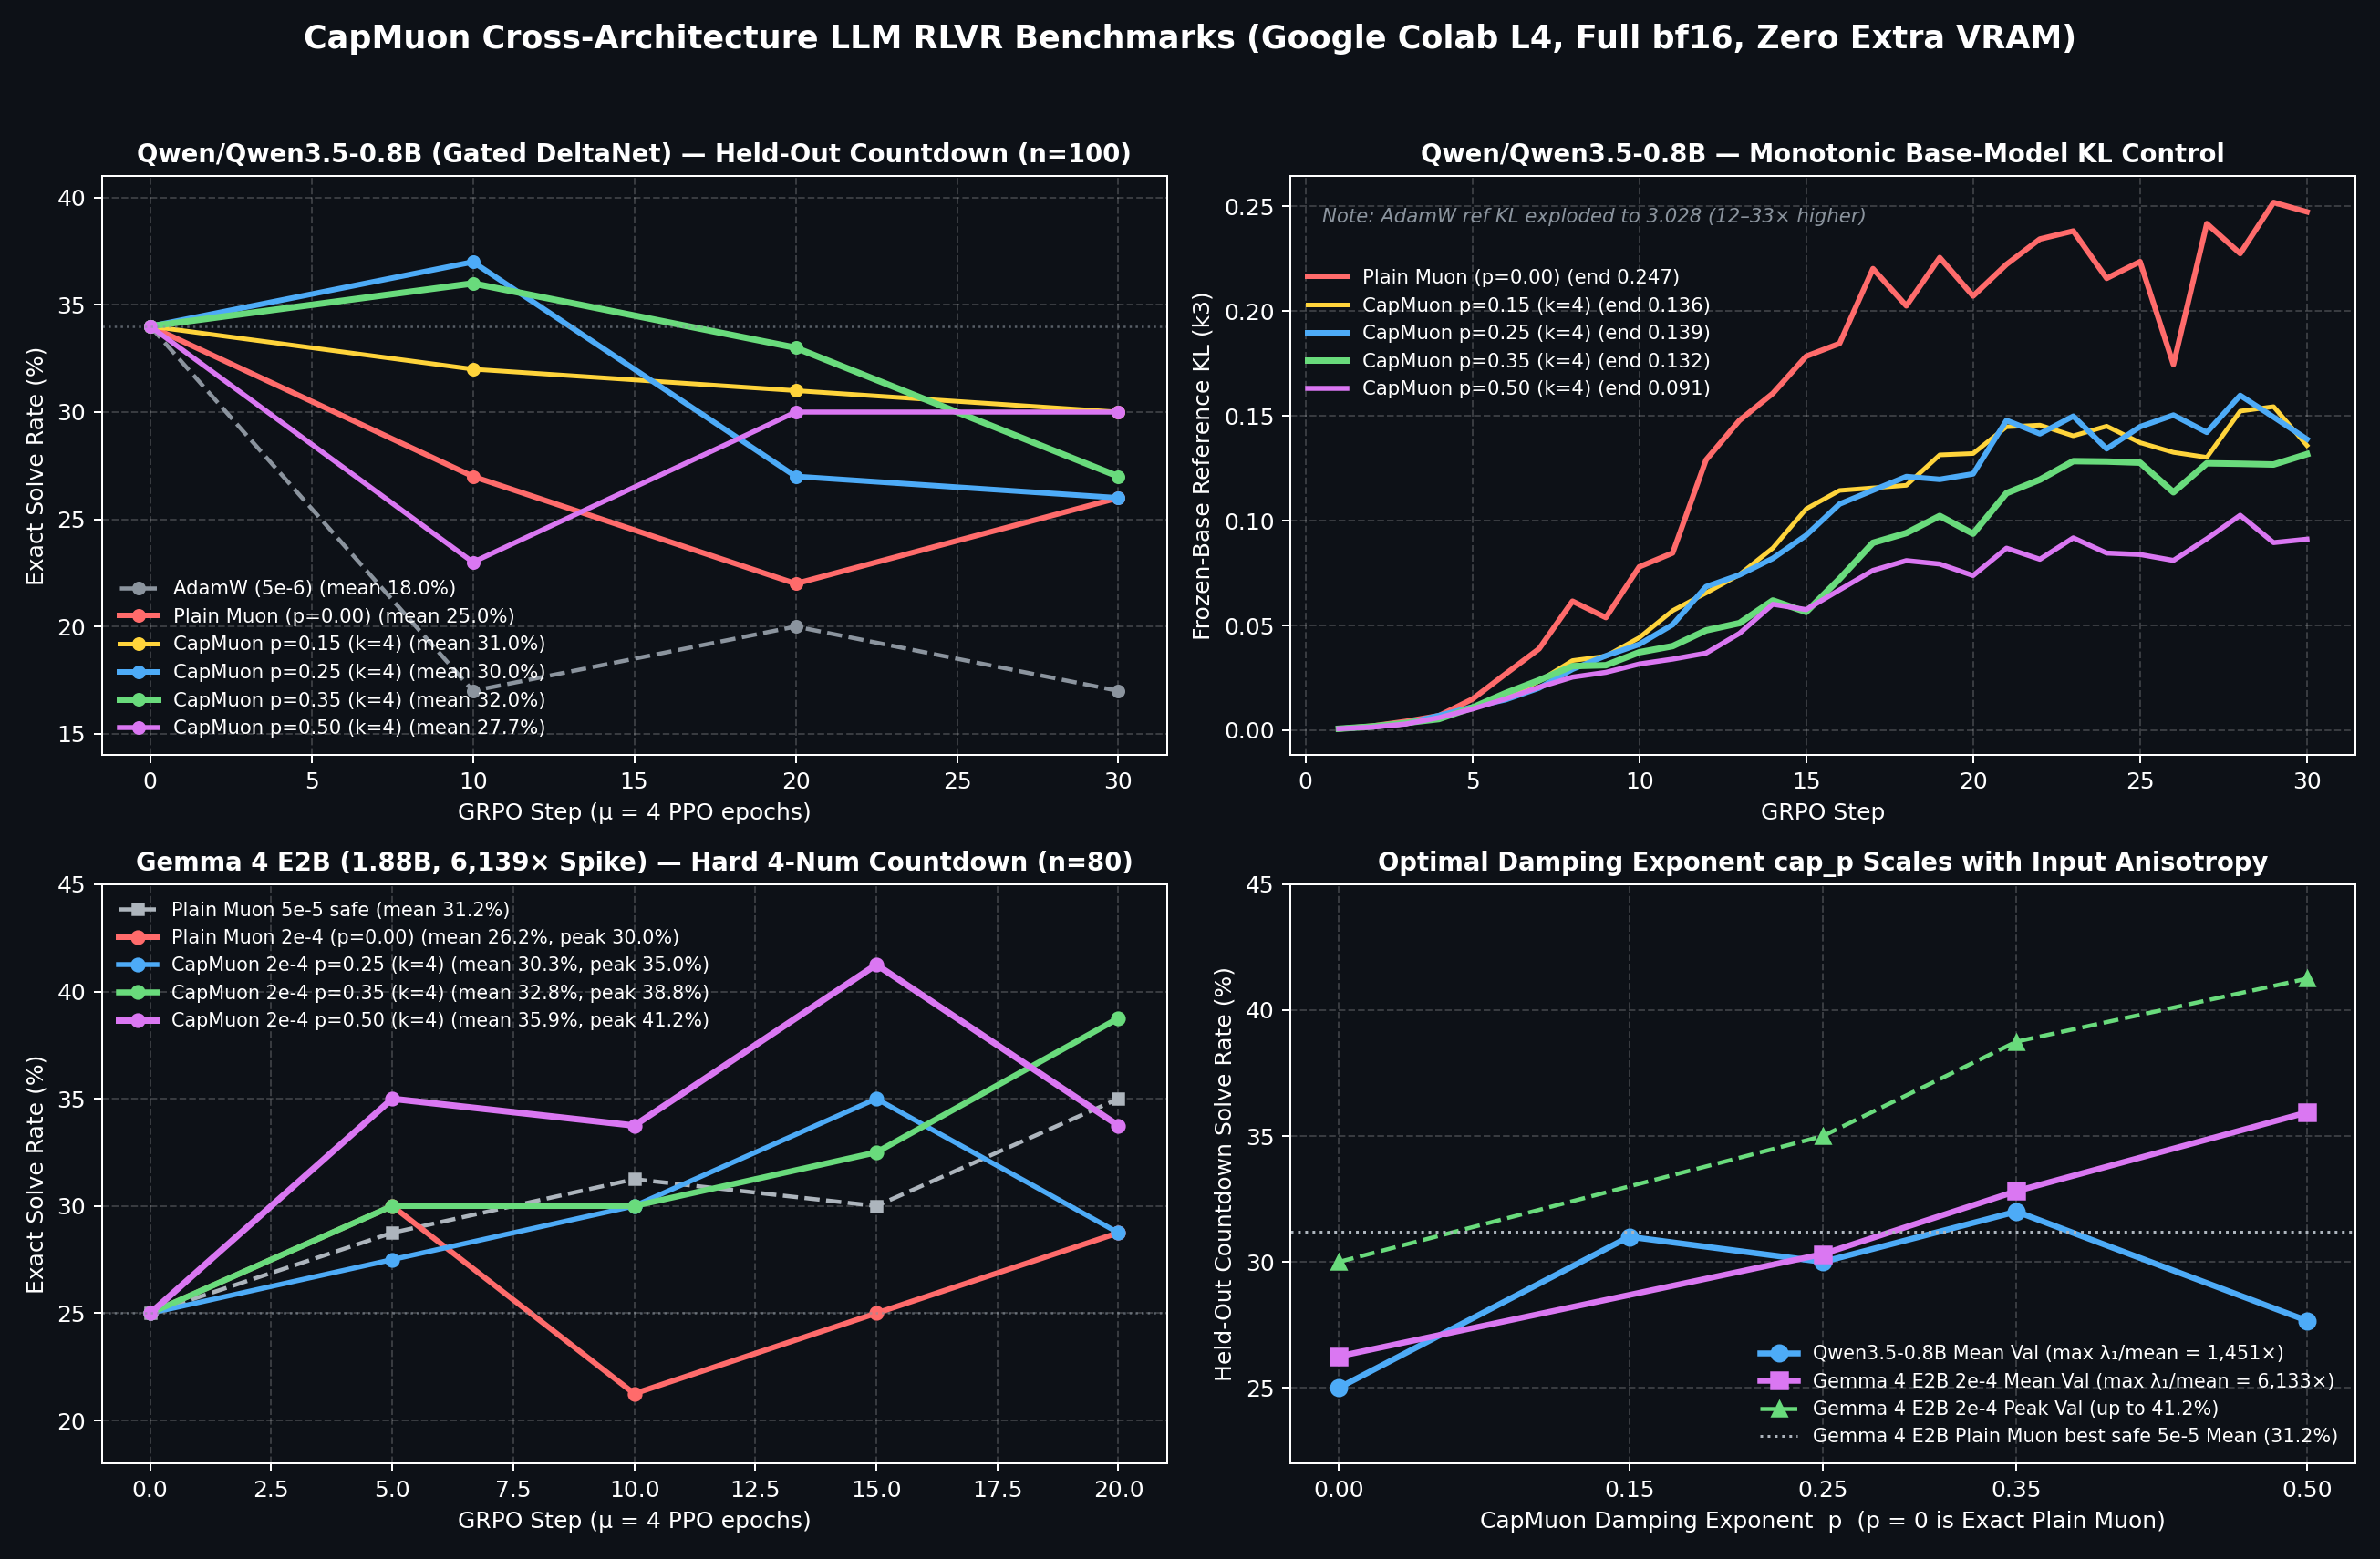 CapMuon Cross-Architecture LLM RLVR Benchmarks (Google Colab L4, Full bf16, Zero Extra VRAM)
Qwen/Qwen3.5-0.8B (Gated DeltaNet) — Held-Out Countdown (n=100)
Exact Solve Rate (%)
40
35
30
25
20
15
AdamW (5e-6) (mean 18.0%)
Plain Muon (p=0.00) (mean 25.0%)
CapMuon p=0.15 (k=4) (mean 31.0%)
CapMuon p=0.25 (k=4) (mean 30.0%)
CapMuon p=0.35 (k=4) (mean 32.0%)
CapMuon p=0.50 (k=4) (mean 27.7%)
0 5 10 15 20 25 30
GRPO Step (μ = 4 PPO epochs)
Qwen/Qwen3.5-0.8B — Monotonic Base-Model KL Control
Frozen-Base Reference KL (k3)
0.25
0.20
0.15
0.10
0.05
0.00
Note: AdamW ref KL exploded to 3.028 (12–33× higher)
Plain Muon (p=0.00) (end 0.247)
CapMuon p=0.15 (k=4) (end 0.136)
CapMuon p=0.25 (k=4) (end 0.139)
CapMuon p=0.35 (k=4) (end 0.132)
CapMuon p=0.50 (k=4) (end 0.091)
0 5 10 15 20 25 30
GRPO Step
Gemma 4 E2B (1.88B, 6,139× Spike) — Hard 4-Num Countdown (n=80)
Exact Solve Rate (%)
45
40
35
30
25
20
Plain Muon 5e-5 safe (mean 31.2%)
Plain Muon 2e-4 (p=0.00) (mean 26.2%, peak 30.0%)
CapMuon 2e-4 p=0.25 (k=4) (mean 30.3%, peak 35.0%)
CapMuon 2e-4 p=0.35 (k=4) (mean 32.8%, peak 38.8%)
CapMuon 2e-4 p=0.50 (k=4) (mean 35.9%, peak 41.2%)
0.0 2.5 5.0 7.5 10.0 12.5 15.0 17.5 20.0
GRPO Step (μ = 4 PPO epochs)
Optimal Damping Exponent cap_p Scales with Input Anisotropy
Held-Out Countdown Solve Rate (%)
45
40
35
30
25
Qwen3.5-0.8B Mean Val (max λ₁/mean = 1,451×)
Gemma 4 E2B 2e-4 Mean Val (max λ₁/mean = 6,133×)
Gemma 4 E2B 2e-4 Peak Val (up to 41.2%)
Gemma 4 E2B Plain Muon best safe 5e-5 Mean (31.2%)
0.00 0.15 0.25 0.35 0.50
CapMuon Damping Exponent p (p = 0 is Exact Plain Muon)